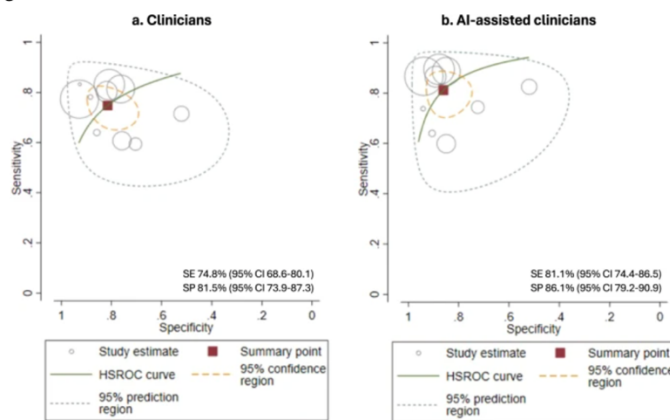 a. Clinicians
1
.8
.6
.4
.2
0
Sensitivity
SE 74.8% (95% CI 68.6-80.1)
SP 81.5% (95% CI 73.9-87.3)
1 .8 .6 .4 .2 0
Specificity
Study estimate
Summary point
HSROC curve
95% confidence
region
95% prediction
region
b. AI-assisted clinicians
1
.8
.6
.4
.2
0
Sensitivity
SE 81.1% (95% CI 74.4-86.5)
SP 86.1% (95% CI 79.2-90.9)
1 .8 .6 .4 .2 0
Specificity
Study estimate
Summary point
HSROC curve
95% confidence
region
95% prediction
region